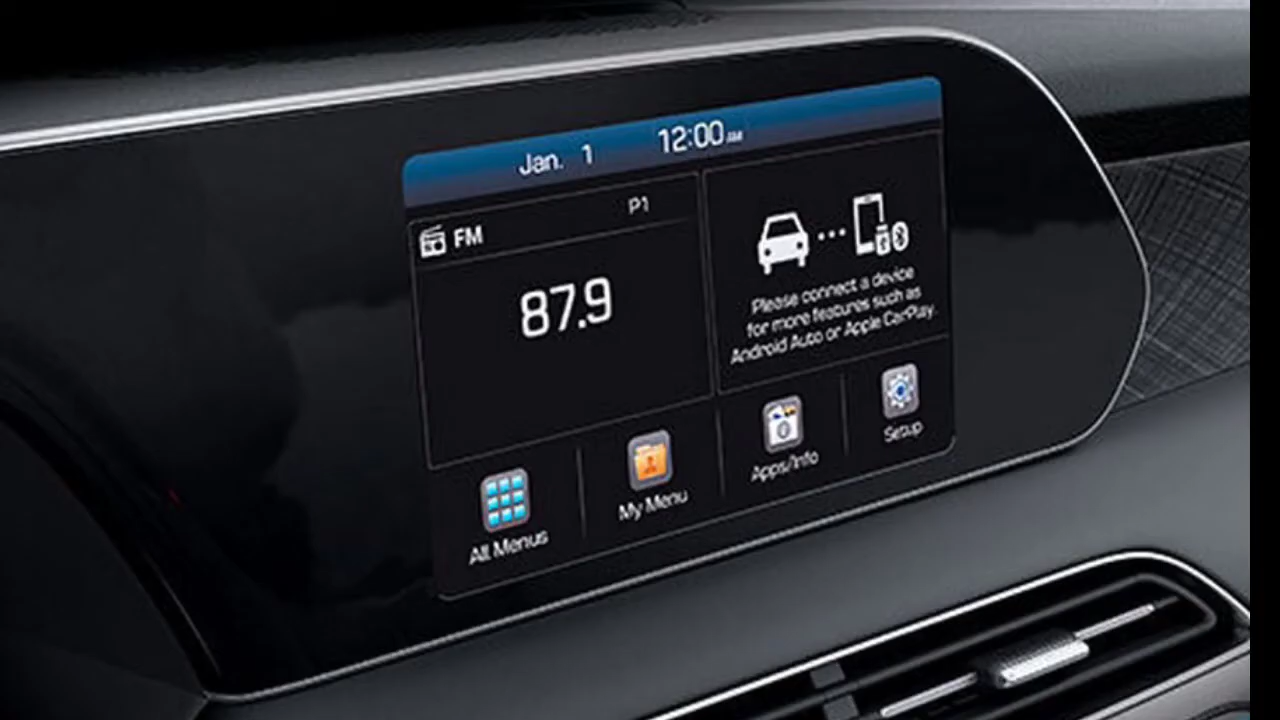 Jan. 1 12:00 AM
P1
FM
87.9
Please connect a device
for more features such as
Android Auto or Apple CarPlay.
All Menus
My Menu
Apps/Info
Setup